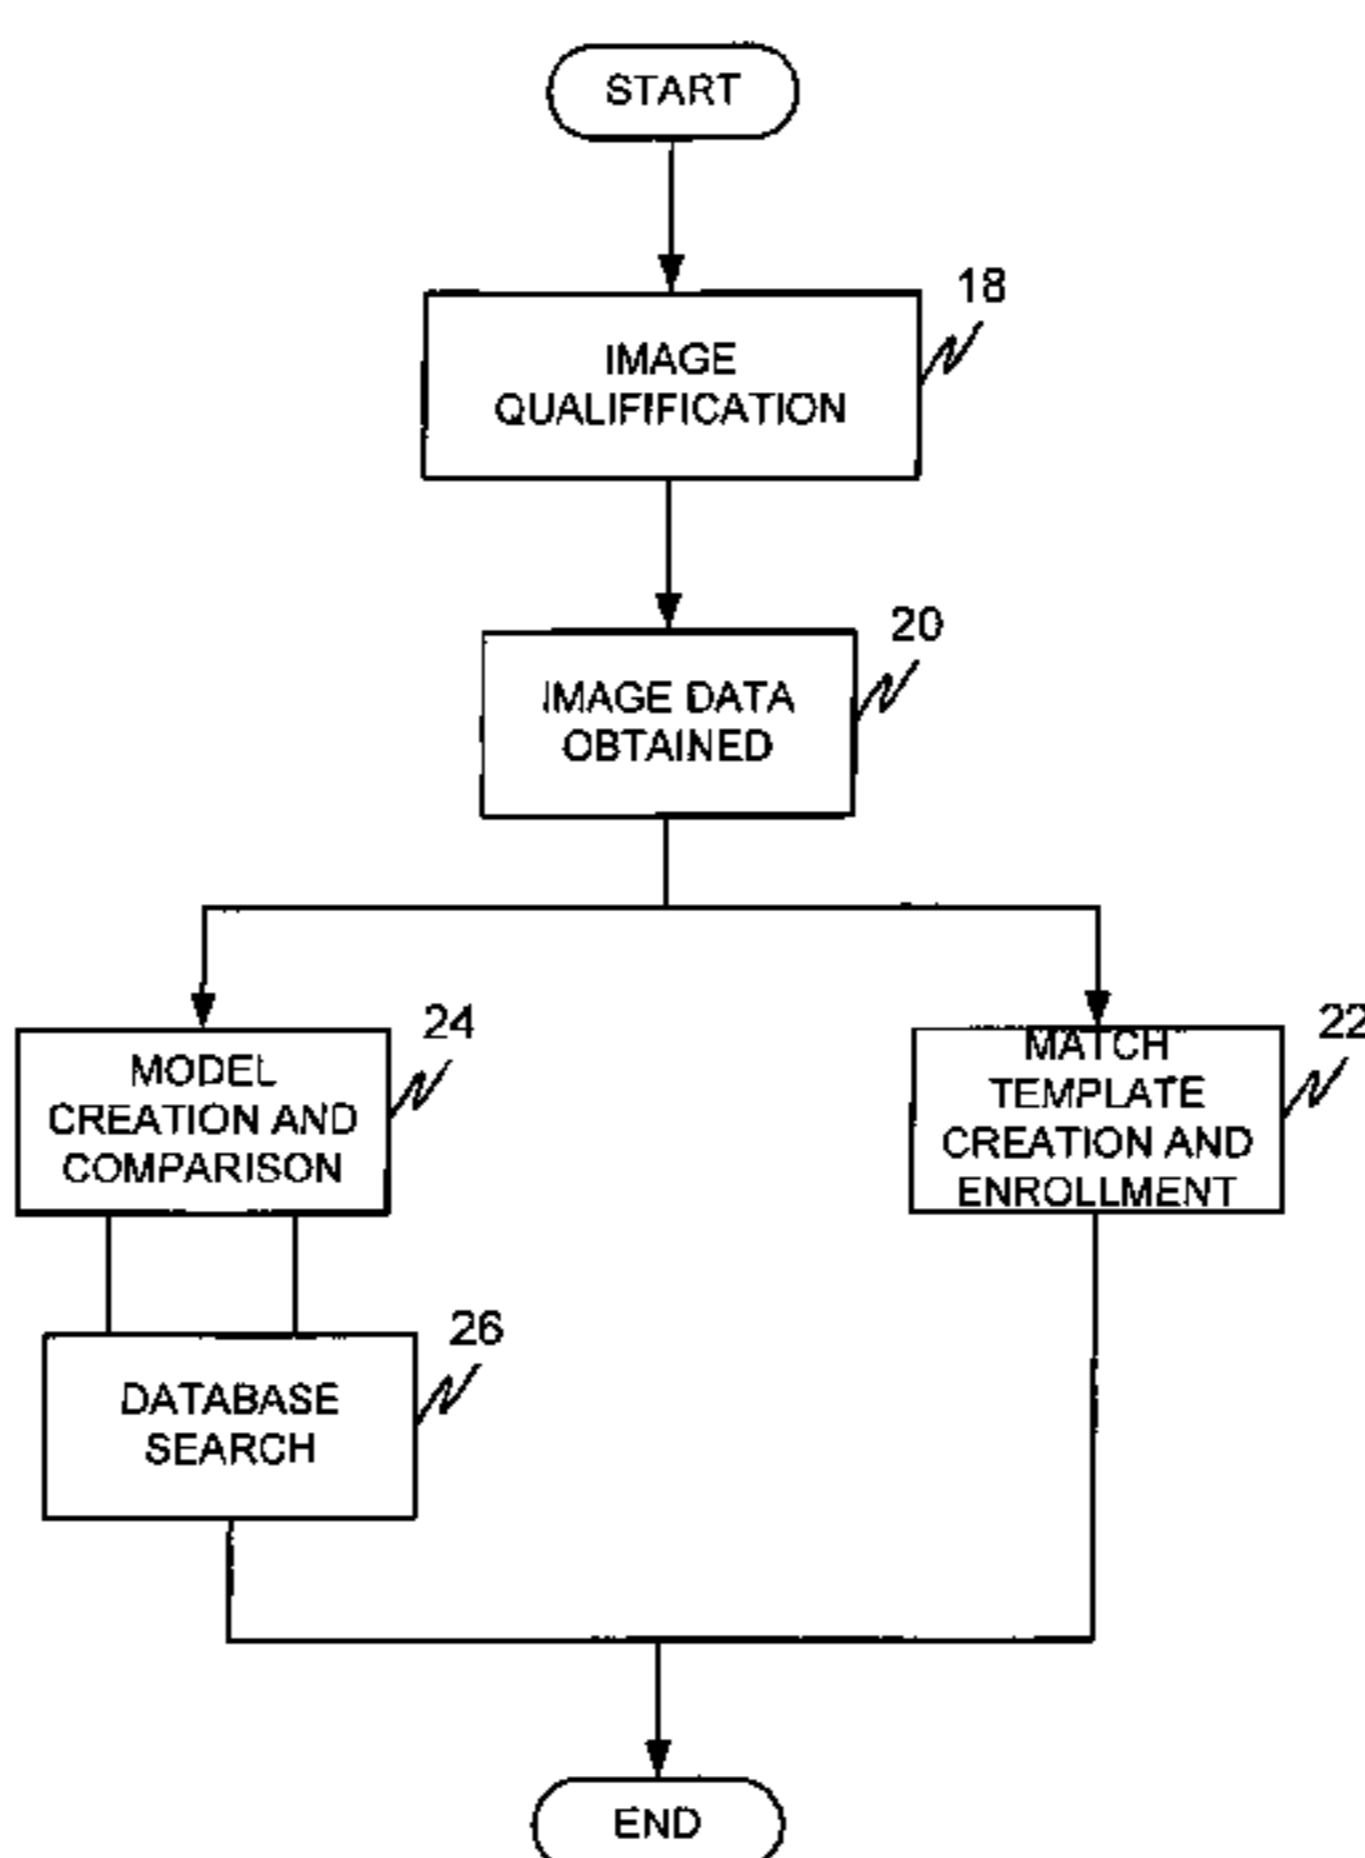 START
18
IMAGE
QUALIFIFICATION
20
IMAGE DATA
OBTAINED
24
MODEL
CREATION AND
COMPARISON
22
MATCH
TEMPLATE
CREATION AND
ENROLLMENT
26
DATABASE
SEARCH
END